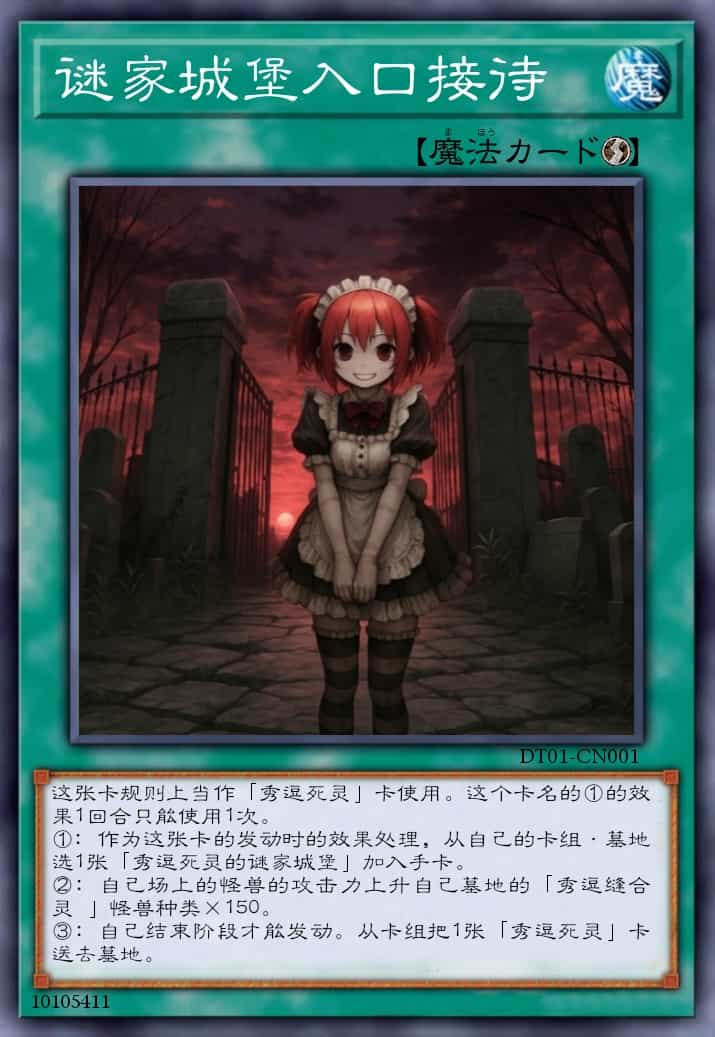 谜家城堡入口接待
魔
【魔法カード】
まほう
DT01-CN001
这张卡规则上当作「秀逗死灵」卡使用。这个卡名的①的效
果1回合只能使用1次。
①：作为这张卡的发动时的效果处理，从自己的卡组·墓地
选1张「秀逗死灵的谜家城堡」加入手卡。
②：自己场上的怪兽的攻击力上升自己墓地的「秀逗缝合
灵 」怪兽种类×150。
③：自己结束阶段才能发动。从卡组把1张「秀逗死灵」卡
送去墓地。
10105411